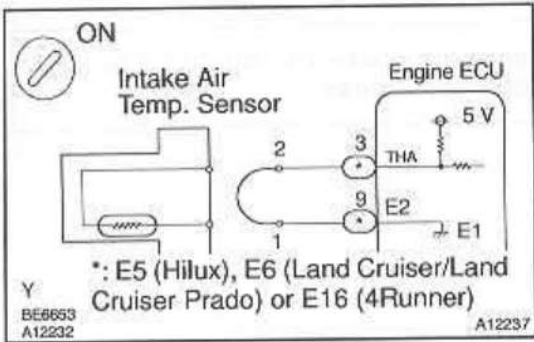 ON
Intake Air
Temp. Sensor
Engine ECU
5 V
2
3
THA
9
E2
1
E1
*
*
*: E5 (Hilux), E6 (Land Cruiser/Land
Cruiser Prado) or E16 (4Runner)
Y
BE6653
A12232
A12237